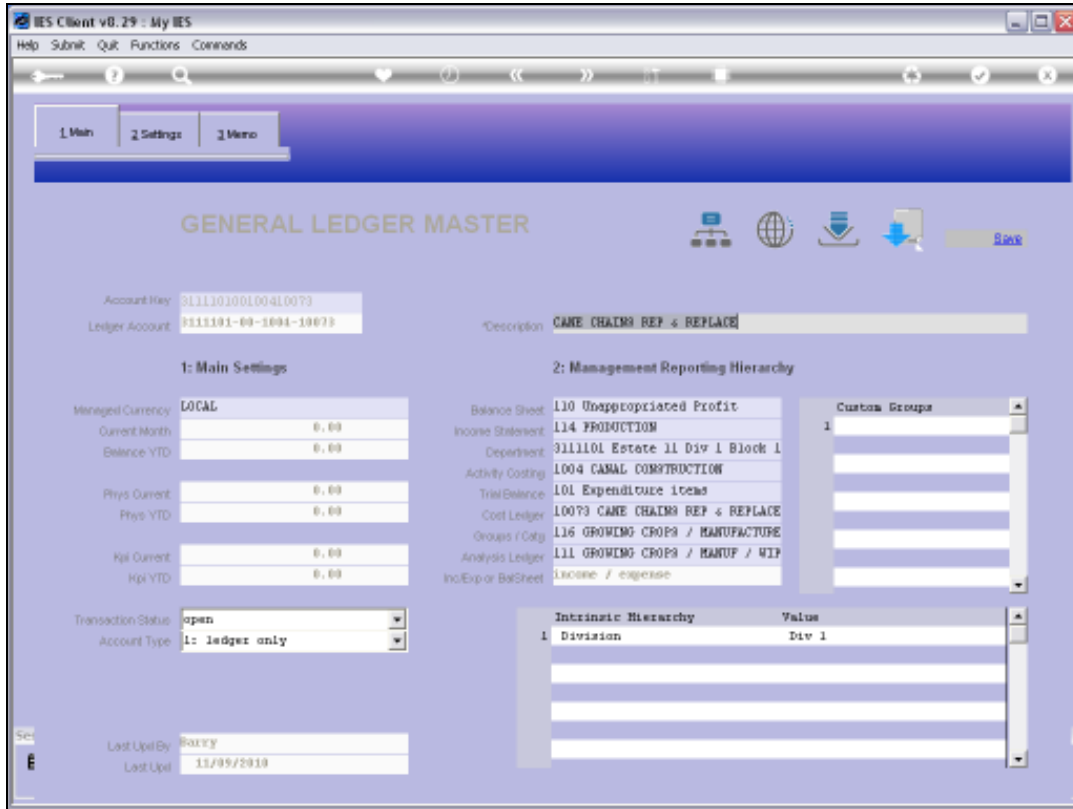 IES Client v8.29 : My IES
Help Submit Quit Functions Commands
1 Main 2 Settings 3 Memo
GENERAL LEDGER MASTER
Save
Account Key 311110100100410073
Ledger Account 3111101-00-1004-10073 *Description CANE CHAINS REP & REPLACE
1: Main Settings 2: Management Reporting Hierarchy
Managed Currency LOCAL Balance Sheet 110 Unappropriated Profit Custom Groups
Current Month 0.00 Income Statement 114 PRODUCTION 1
Balance YTD 0.00 Department 3111101 Estate 11 Div 1 Block 1
Activity Costing 1004 CANAL CONSTRUCTION
Phys Current 0.00 Trial Balance 101 Expenditure items
Phys YTD 0.00 Cost Ledger 10073 CANE CHAINS REP & REPLACE
Groups / Catg 116 GROWING CROPS / MANUFACTURE
Kpi Current 0.00 Analysis Ledger 111 GROWING CROPS / MANUF / WIP
Kpi YTD 0.00 Inc/Exp or BalSheet income / expense
Transaction Status open Intrinsic Hierarchy Value
Account Type 1: ledger only 1 Division Div 1
Last Upd By Barry
Last Upd 11/09/2010